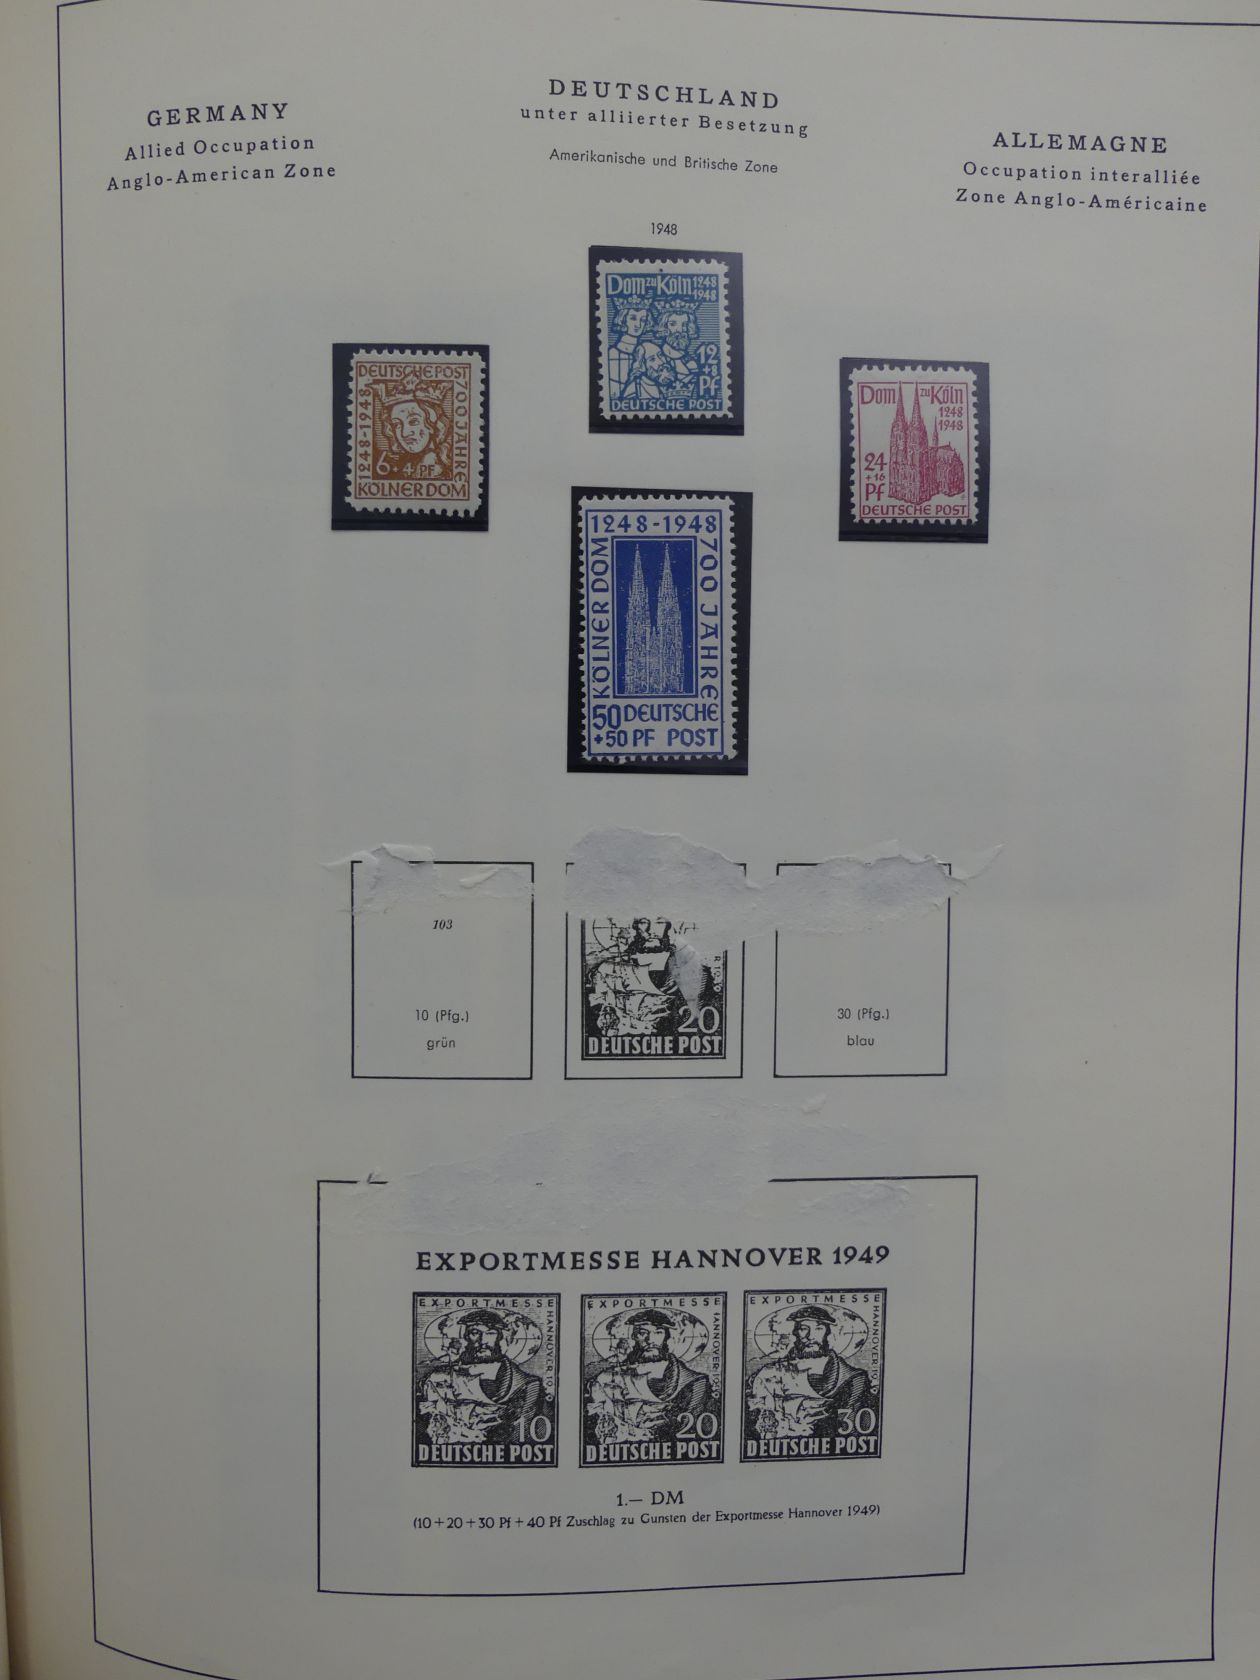 GERMANY
Allied Occupation
Anglo-American Zone
DEUTSCHLAND
unter alliierter Besetzung
Amerikanische und Britische Zone
ALLEMAGNE
Occupation interalliée
Zone Anglo-Américaine
1948
Dom zu Köln 1248
1948
12
+8
Pf
DEUTSCHE POST
DEUTSCHE POST
1248-1948
700 JAHRE
6+4 PF
KÖLNER DOM
Dom zu Köln
1248
1948
24
+16
Pf
DEUTSCHE POST
1248-1948
KÖLNER DOM
700 JAHRE
50 DEUTSCHE
+50 PF POST
103
10 (Pfg.)
grün
20
DEUTSCHE POST
30 (Pfg.)
blau
EXPORTMESSE HANNOVER 1949
EXPORTMESSE
HANNOVER 1949
10
DEUTSCHE POST
EXPORTMESSE
HANNOVER 1949
20
DEUTSCHE POST
EXPORTMESSE
HANNOVER 1949
30
DEUTSCHE POST
1.— DM
(10+20+30 Pf+40 Pf Zuschlag zu Gunsten der Exportmesse Hannover 1949)